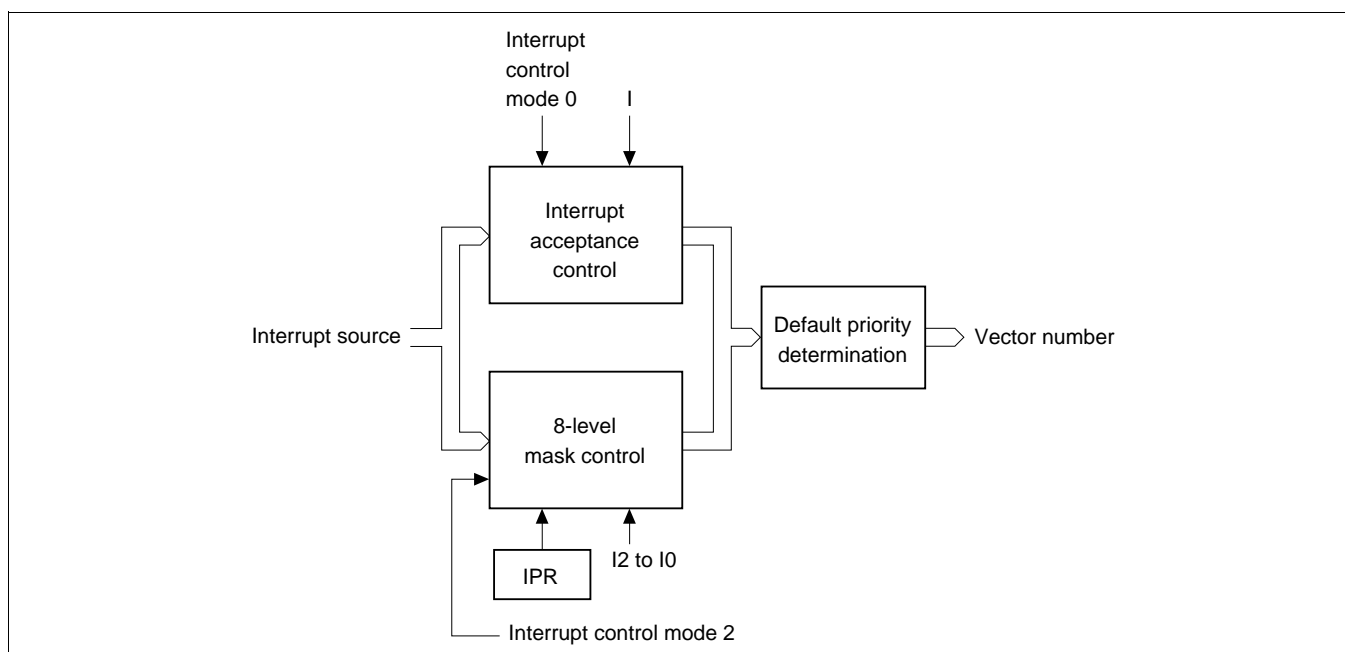 Interrupt
control
mode 0
I
Interrupt
acceptance
control
Interrupt source
Default priority
determination
Vector number
8-level
mask control
IPR
I2 to I0
Interrupt control mode 2